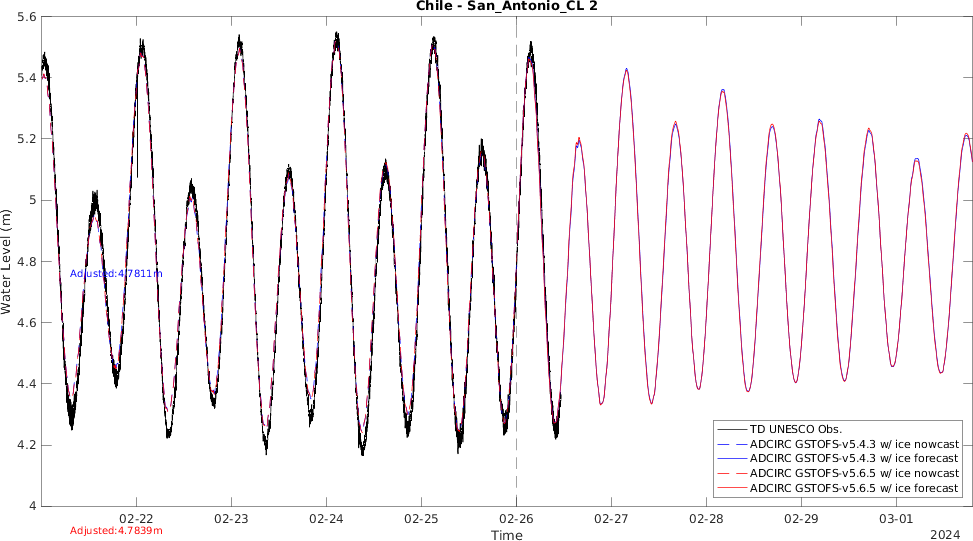 Chile - San_Antonio_CL 2
5.6
5.4
5.2
5
4.8
4.6
4.4
4.2
4
Water Level (m)
Adjusted:4.7811m
Adjusted:4.7839m
TD UNESCO Obs.
ADCIRC GSTOFS-v5.4.3 w/ ice nowcast
ADCIRC GSTOFS-v5.4.3 w/ ice forecast
ADCIRC GSTOFS-v5.6.5 w/ ice nowcast
ADCIRC GSTOFS-v5.6.5 w/ ice forecast
02-22 02-23 02-24 02-25 02-26 02-27 02-28 02-29 03-01
Time
2024